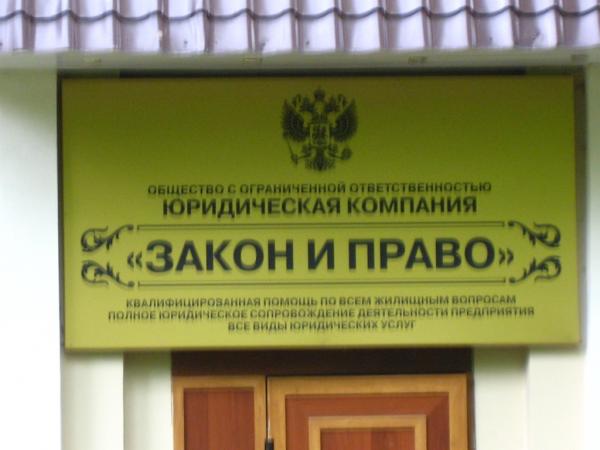 ОБЩЕСТВО С ОГРАНИЧЕННОЙ ОТВЕТСТВЕННОСТЬЮ
ЮРИДИЧЕСКАЯ КОМПАНИЯ
«ЗАКОН И ПРАВО»
КВАЛИФИЦИРОВАННАЯ ПОМОЩЬ ПО ВСЕМ ЖИЛИЩНЫМ ВОПРОСАМ
ПОЛНОЕ ЮРИДИЧЕСКОЕ СОПРОВОЖДЕНИЕ ДЕЯТЕЛЬНОСТИ ПРЕДПРИЯТИЯ
ВСЕ ВИДЫ ЮРИДИЧЕСКИХ УСЛУГ